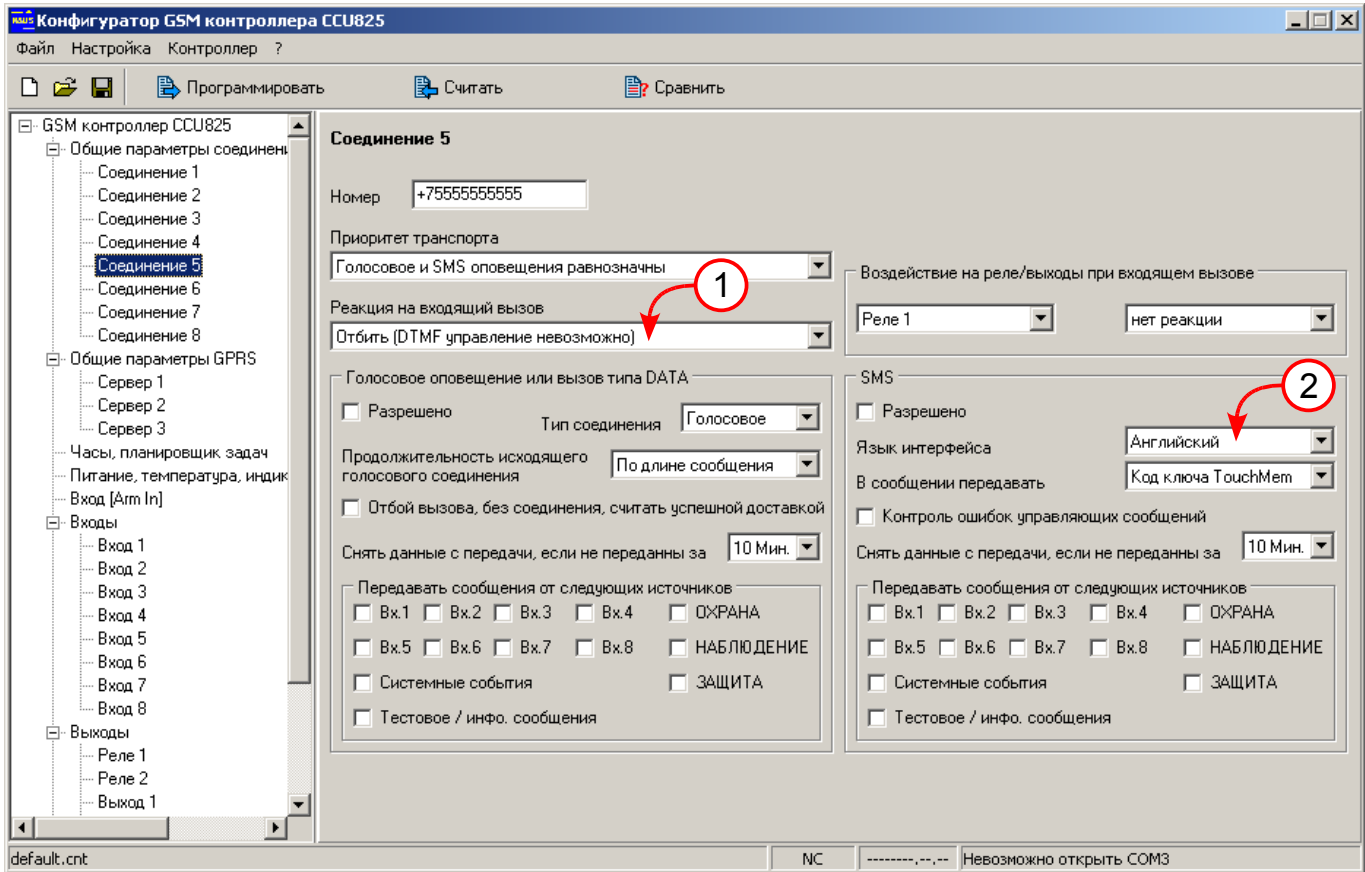 Конфигуратор GSM контроллера CCU825
Файл Настройка Контроллер ?
Программировать Считать Сравнить
GSM контроллер CCU825
Общие параметры соединени
Соединение 1
Соединение 2
Соединение 3
Соединение 4
Соединение 5
Соединение 6
Соединение 7
Соединение 8
Общие параметры GPRS
Сервер 1
Сервер 2
Сервер 3
Часы, планировщик задач
Питание, температура, индик
Вход [Arm In]
Входы
Вход 1
Вход 2
Вход 3
Вход 4
Вход 5
Вход 6
Вход 7
Вход 8
Выходы
Реле 1
Реле 2
Выход 1
Соединение 5
Номер +75555555555
Приоритет транспорта
Голосовое и SMS оповещения равнозначны
1
Реакция на входящий вызов
Отбить (DTMF управление невозможно)
Воздействие на реле/выходы при входящем вызове
Реле 1 нет реакции
Голосовое оповещение или вызов типа DATA
Разрешено Тип соединения Голосовое
Продолжительность исходящего
голосового соединения По длине сообщения
Отбой вызова, без соединения, считать успешной доставкой
Снять данные с передачи, если не переданны за 10 Мин.
Передавать сообщения от следующих источников
Вх.1 Вх.2 Вх.3 Вх.4 ОХРАНА
Вх.5 Вх.6 Вх.7 Вх.8 НАБЛЮДЕНИЕ
Системные события ЗАЩИТА
Тестовое / инфо. сообщения
SMS
2
Разрешено
Язык интерфейса Английский
В сообщении передавать Код ключа TouchMem
Контроль ошибок управляющих сообщений
Снять данные с передачи, если не переданны за 10 Мин.
Передавать сообщения от следующих источников
Вх.1 Вх.2 Вх.3 Вх.4 ОХРАНА
Вх.5 Вх.6 Вх.7 Вх.8 НАБЛЮДЕНИЕ
Системные события ЗАЩИТА
Тестовое / инфо. сообщения
default.cnt NC --------,--,-- Невозможно открыть COM3